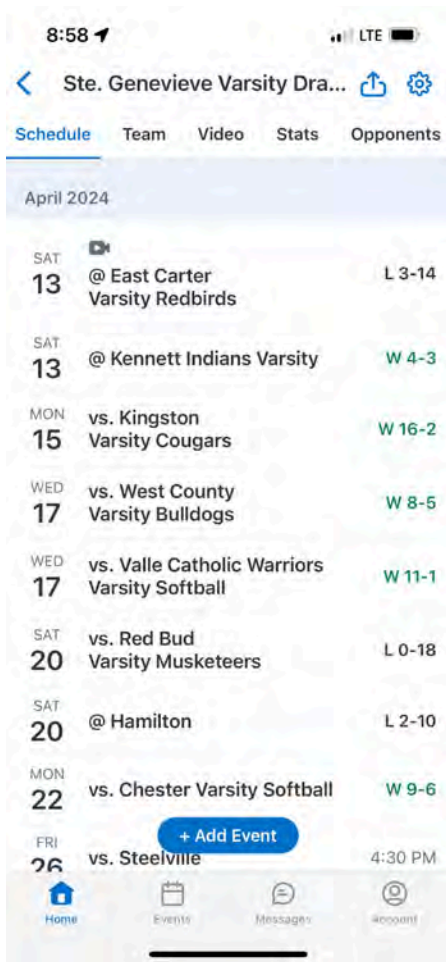 8:58
LTE
Ste. Genevieve Varsity Dra...
Schedule Team Video Stats Opponents
April 2024
SAT
13
@ East Carter
Varsity Redbirds
L 3-14
SAT
13
@ Kennett Indians Varsity
W 4-3
MON
15
vs. Kingston
Varsity Cougars
W 16-2
WED
17
vs. West County
Varsity Bulldogs
W 8-5
WED
17
vs. Valle Catholic Warriors
Varsity Softball
W 11-1
SAT
20
vs. Red Bud
Varsity Musketeers
L 0-18
SAT
20
@ Hamilton
L 2-10
MON
22
vs. Chester Varsity Softball
W 9-6
FRI
26
vs. Steelville
4:30 PM
+ Add Event
Home Events Messages Account